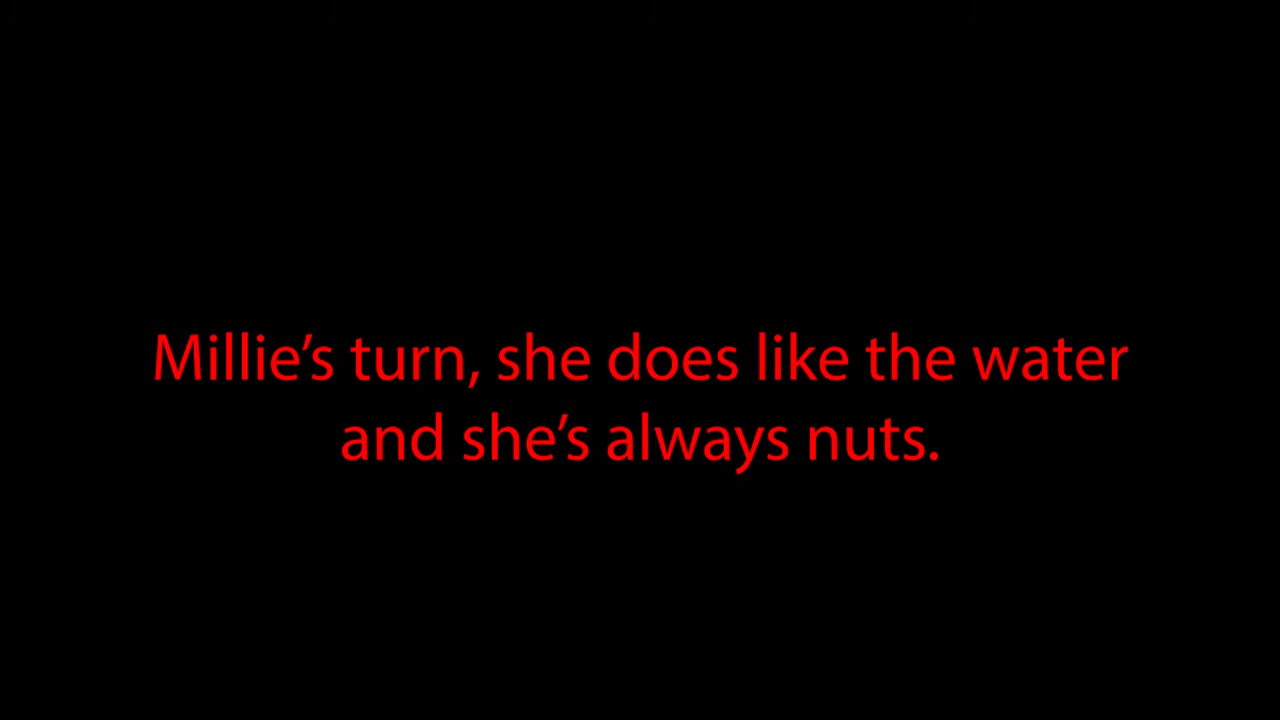 Millie’s turn, she does like the water
and she’s always nuts.